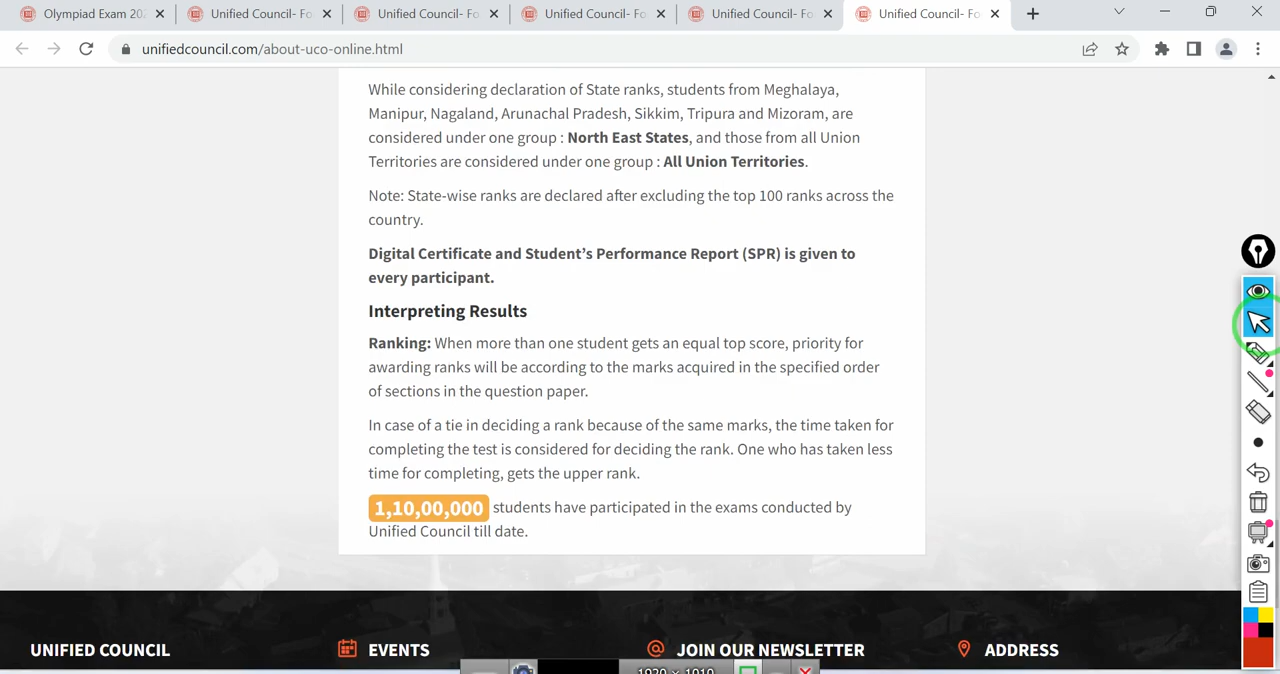 Olympiad Exam 202
Unified Council- Fo
Unified Council- Fo
Unified Council- Fo
Unified Council- Fo
Unified Council- Fo
unifiedcouncil.com/about-uco-online.html
While considering declaration of State ranks, students from Meghalaya,
Manipur, Nagaland, Arunachal Pradesh, Sikkim, Tripura and Mizoram, are
considered under one group : North East States, and those from all Union
Territories are considered under one group : All Union Territories.
Note: State-wise ranks are declared after excluding the top 100 ranks across the
country.
Digital Certificate and Student’s Performance Report (SPR) is given to
every participant.
Interpreting Results
Ranking: When more than one student gets an equal top score, priority for
awarding ranks will be according to the marks acquired in the specified order
of sections in the question paper.
In case of a tie in deciding a rank because of the same marks, the time taken for
completing the test is considered for deciding the rank. One who has taken less
time for completing, gets the upper rank.
1,10,00,000 students have participated in the exams conducted by
Unified Council till date.
UNIFIED COUNCIL
EVENTS
JOIN OUR NEWSLETTER
ADDRESS
1920 × 1010